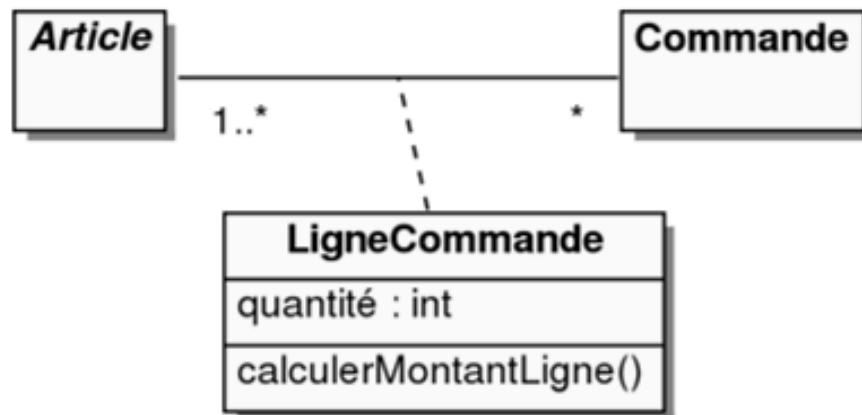 Article
Commande
1..*
*
LigneCommande
quantité : int
calculerMontantLigne()